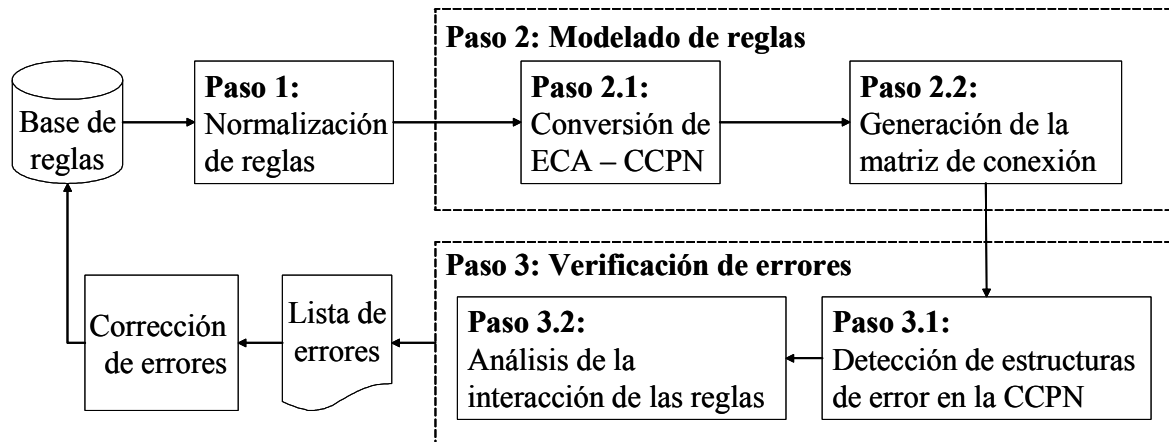 Base de
reglas
Paso 1:
Normalización
de reglas
Paso 2: Modelado de reglas
Paso 2.1:
Conversión de
ECA – CCPN
Paso 2.2:
Generación de la
matriz de conexión
Paso 3: Verificación de errores
Paso 3.1:
Detección de estructuras
de error en la CCPN
Paso 3.2:
Análisis de la
interacción de las reglas
Lista de
errores
Corrección
de errores